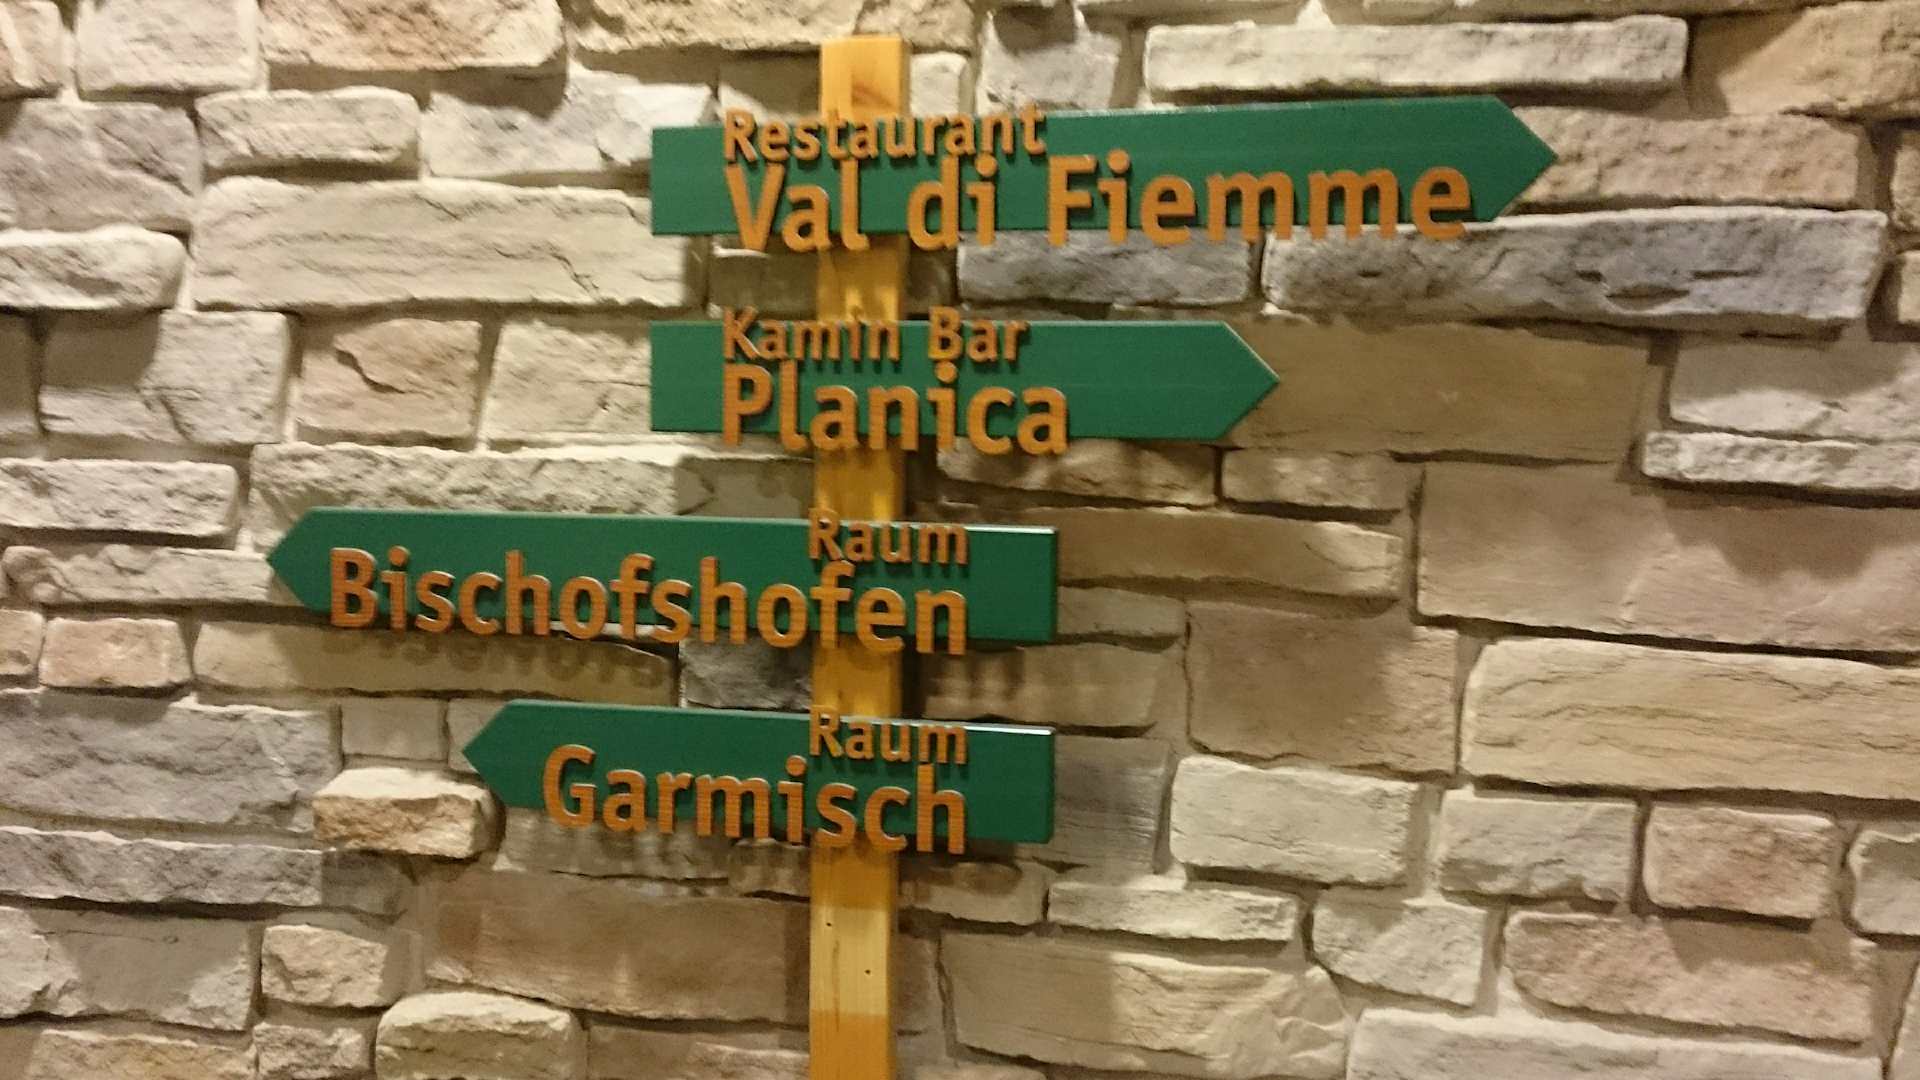 Restaurant
Val di Fiemme
Kamin Bar
Planica
Raum
Bischofshofen
Raum
Garmisch